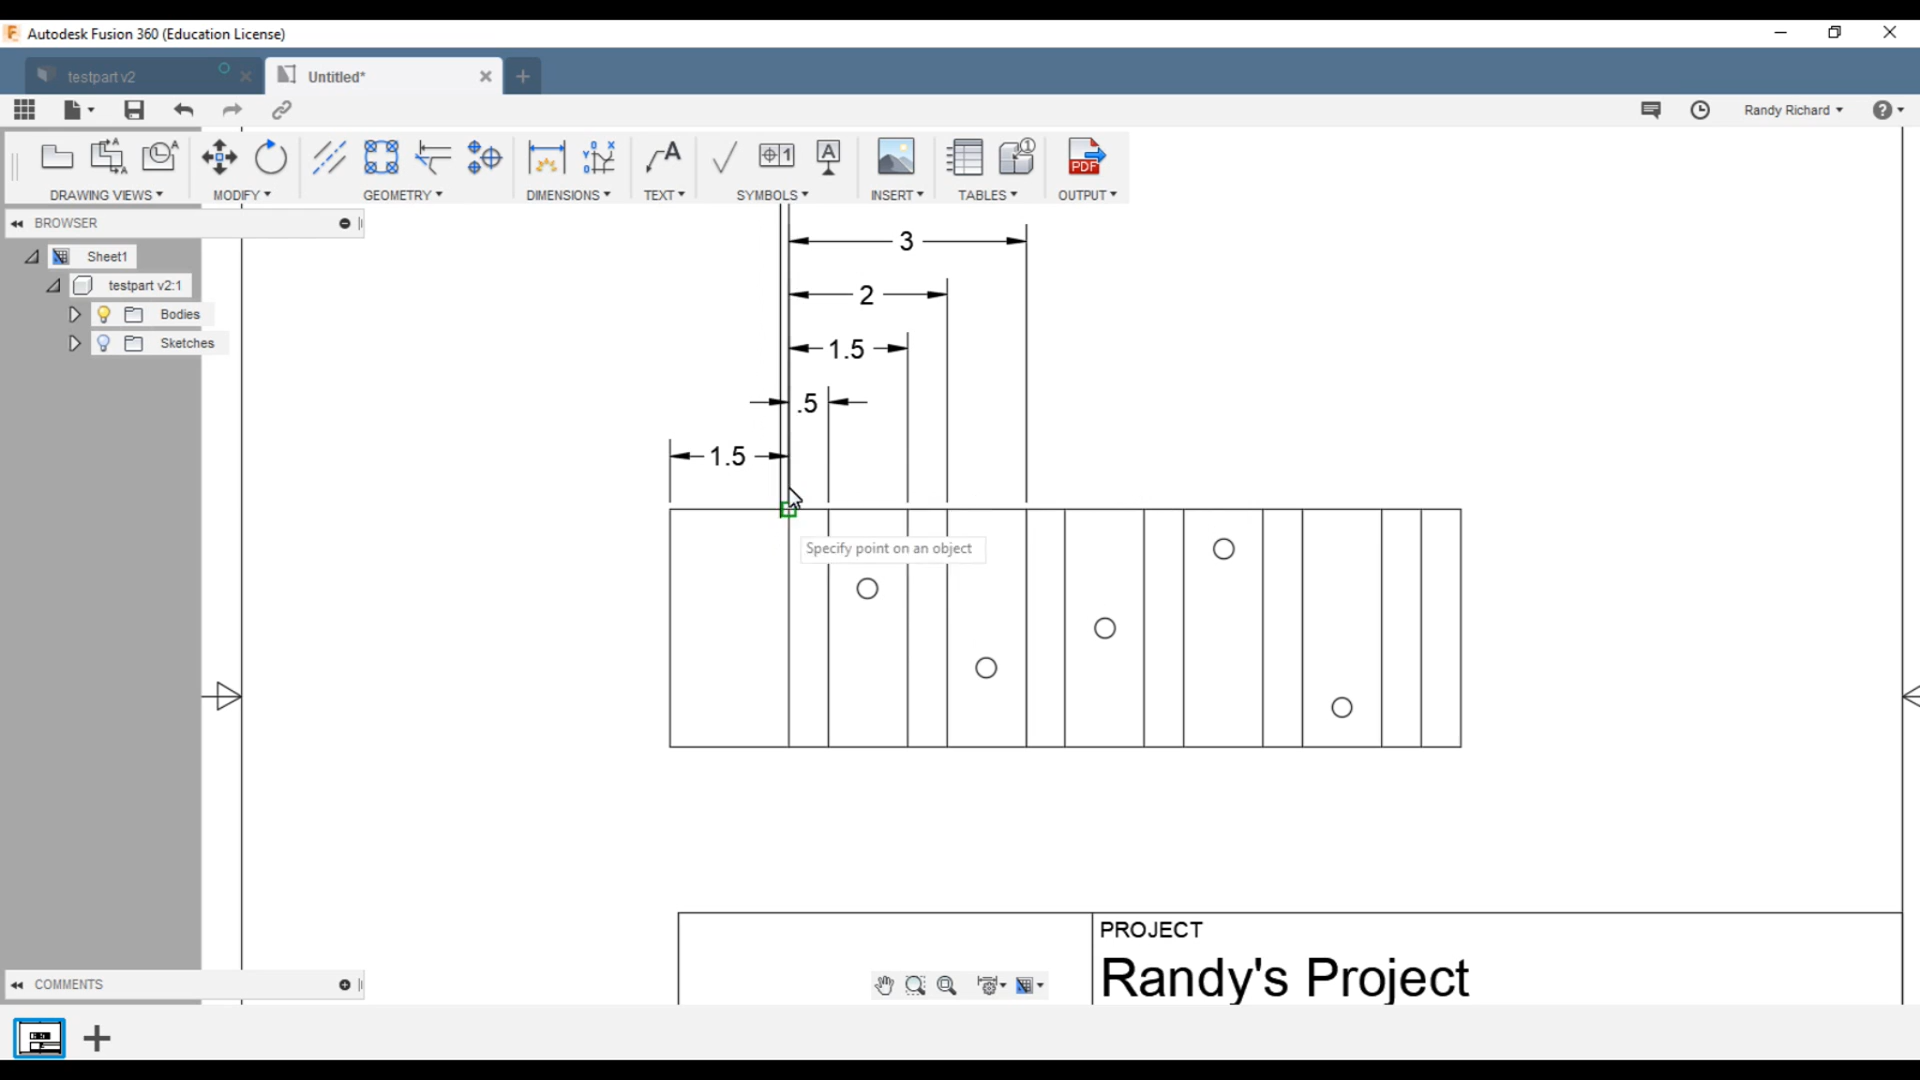 Autodesk Fusion 360 (Education License)
testpart v2
Untitled*
Randy Richard
DRAWING VIEWS
MODIFY
GEOMETRY
DIMENSIONS
TEXT
SYMBOLS
INSERT
TABLES
OUTPUT
BROWSER
Sheet1
testpart v2:1
Bodies
Sketches
3
2
1.5
.5
1.5
Specify point on an object
PROJECT
Randy's Project
COMMENTS